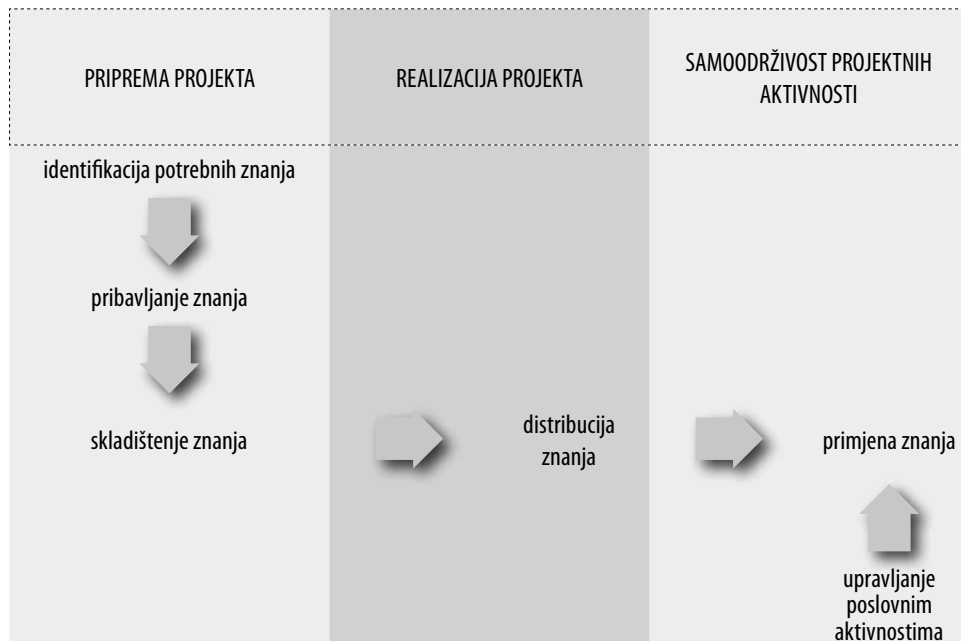 PRIPREMA PROJEKTA
REALIZACIJA PROJEKTA
SAMOODRŽIVOST PROJEKTNIH
AKTIVNOSTI
identifikacija potrebnih znanja
pribavljanje znanja
skladištenje znanja
distribucija
znanja
primjena znanja
upravljanje
poslovnim
aktivnostima